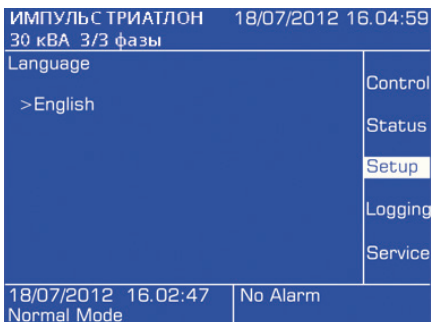 ИМПУЛЬС ТРИАТЛОН 18/07/2012 16.04:59
30 кВА 3/3 фазы
Language
>English
Control
Status
Setup
Logging
Service
18/07/2012 16.02:47 No Alarm
Normal Mode